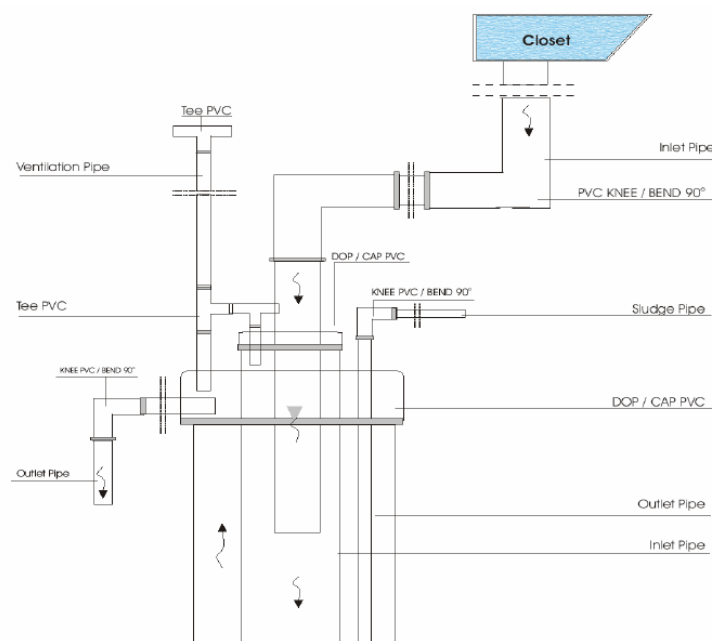 Closet
Tee PVC
Inlet Pipe
Ventilation Pipe
PVC KNEE / BEND 90°
DOP / CAP PVC
KNEE PVC / BEND 90°
Tee PVC
Sludge Pipe
KNEE PVC / BEND 90°
DOP / CAP PVC
Outlet Pipe
Outlet Pipe
Inlet Pipe